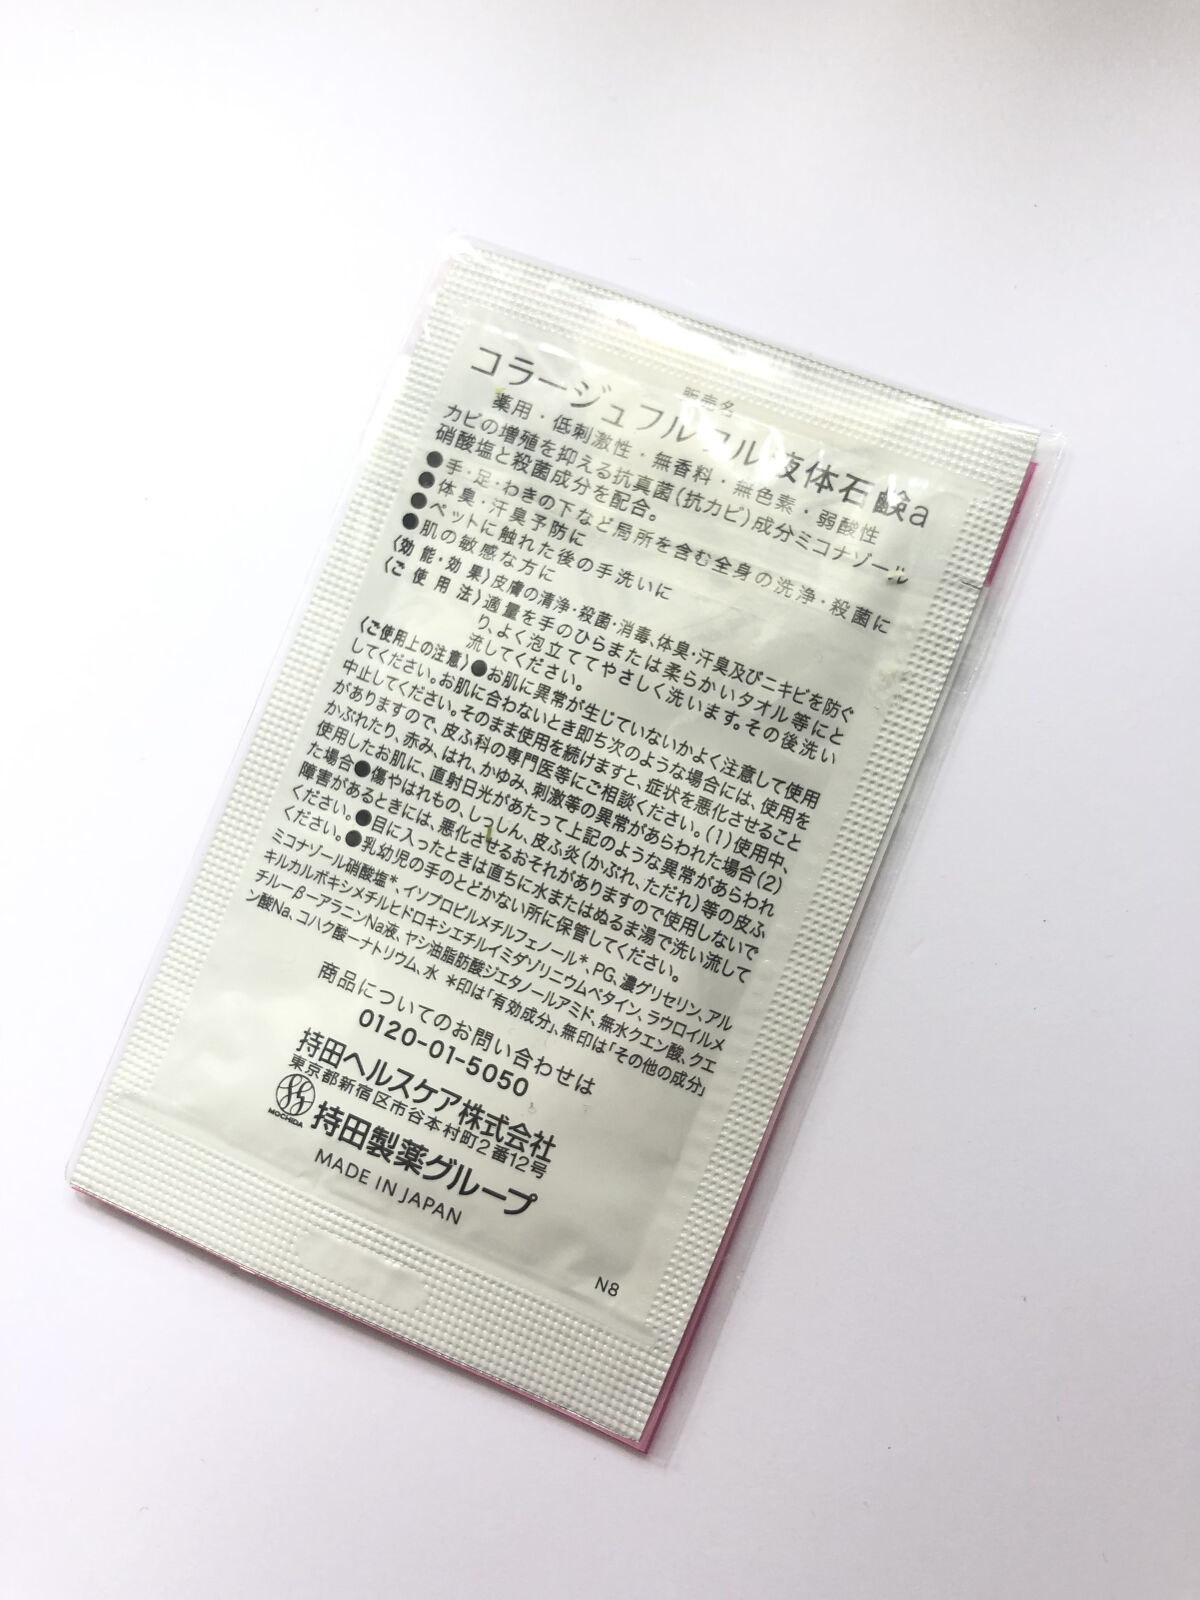 販売名
コラージュフルフル液体石鹸a
薬用・低刺激性・無香料・無色素・弱酸性
カビの増殖を抑える抗真菌(抗カビ)成分ミコナゾール
硝酸塩と殺菌成分を配合。
●手・足・わきの下など局所を含む全身の洗浄・殺菌に
●体臭・汗臭予防に
●ペットに触れた後の手洗いに
●肌の敏感な方に
〈効能・効果〉皮膚の清浄・殺菌・消毒、体臭・汗臭及びニキビを防ぐ
〈ご使用法〉適量を手のひらまたは柔らかいタオル等にと
り、よく泡立ててやさしく洗います。その後洗い
流してください。
〈ご使用上の注意〉●お肌に異常が生じていないかよく注意して使用
してください。お肌に合わないとき即ち次のような場合には、使用を
中止してください。そのまま使用を続けますと、症状を悪化させること
がありますので、皮ふ科の専門医等にご相談ください。(1)使用中、
かぶれたり、赤み、はれ、かゆみ、刺激等の異常があらわれた場合(2)
使用したお肌に、直射日光があたって上記のような異常があらわれ
た場合●傷やはれもの、しっしん、皮ふ炎(かぶれ、ただれ)等の皮ふ
障害があるときには、悪化させるおそれがありますので使用しないで
ください。●目に入ったときは直ちに水またはぬるま湯で洗い流して
ください。●乳幼児の手のとどかない所に保管してください。
ミコナゾール硝酸塩*、イソプロピルメチルフェノール*、PG、濃グリセリン、アル
キルカルボキシメチルヒドロキシエチルイミダゾリニウムベタイン、ラウロイルメ
チルーβーアラニンNa液、ヤシ油脂肪酸ジエタノールアミド、無水クエン酸、クエ
ン酸Na、コハク酸一ナトリウム、水 *印は「有効成分」、無印は「その他の成分」
商品についてのお問い合わせは
0120-01-5050
持田ヘルスケア株式会社
東京都新宿区市谷本村町2番12号
MOCHIDA 持田製薬グループ
MADE IN JAPAN
N8